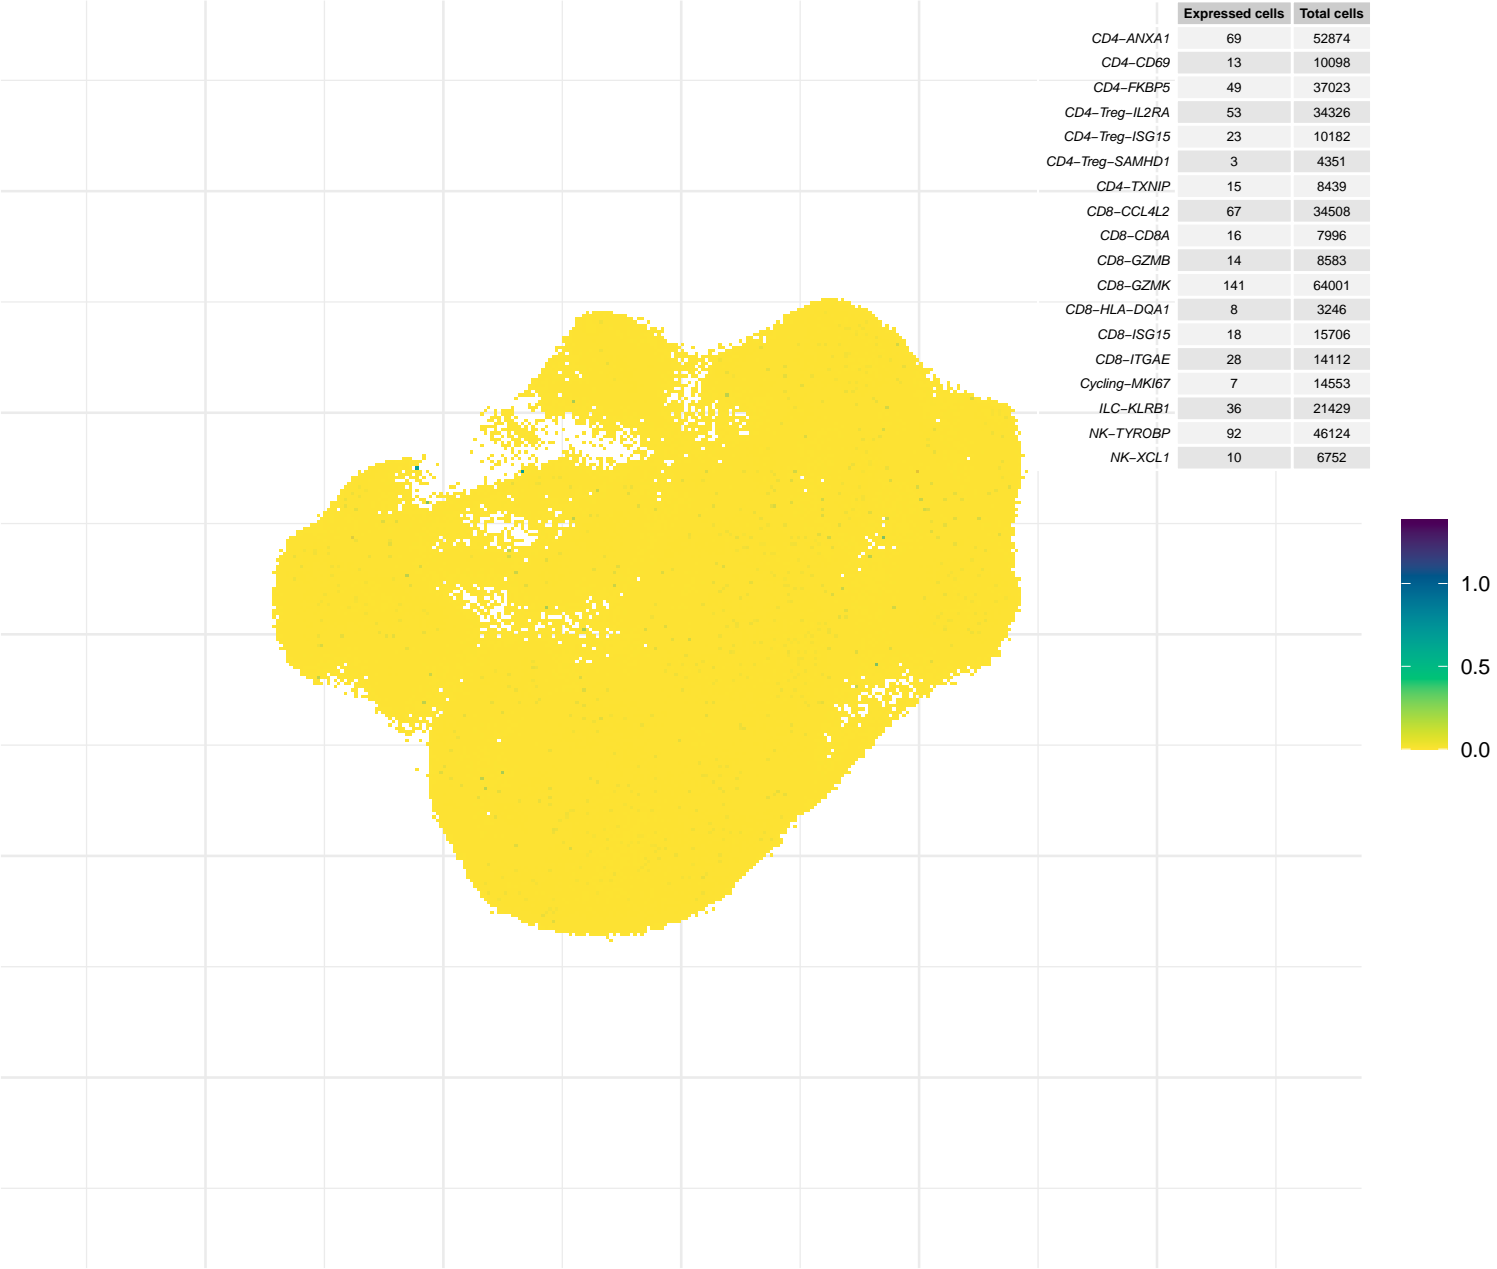 Expressed cells Total cells
CD4−ANXA1 69 52874
CD4−CD69 13 10098
CD4−FKBP5 49 37023
CD4−Treg−IL2RA 53 34326
CD4−Treg−ISG15 23 10182
CD4−Treg−SAMHD1 3 4351
CD4−TXNIP 15 8439
CD8−CCL4L2 67 34508
CD8−CD8A 16 7996
CD8−GZMB 14 8583
CD8−GZMK 141 64001
CD8−HLA−DQA1 8 3246
CD8−ISG15 18 15706
CD8−ITGAE 28 14112
Cycling−MKI67 7 14553
ILC−KLRB1 36 21429
NK−TYROBP 92 46124
NK−XCL1 10 6752
1.0
0.5
0.0